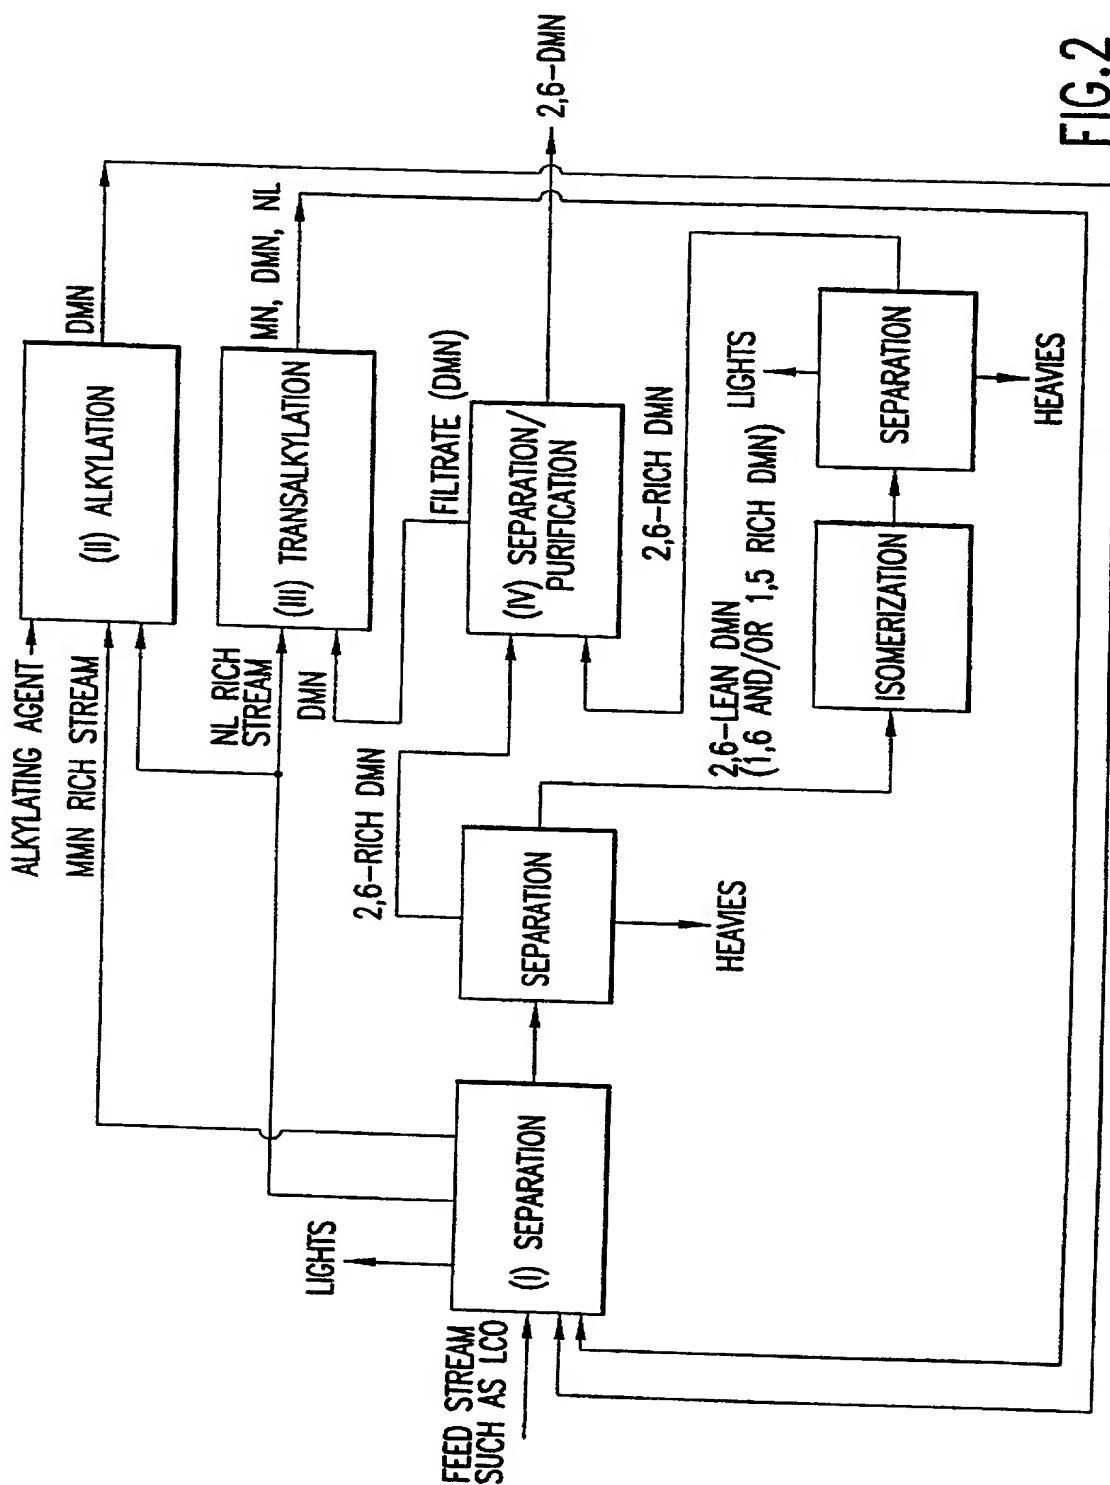 FEED STREAM
SUCH AS LCO
LIGHTS
(I) SEPARATION
ALKYLATING AGENT
MMN RICH STREAM
(II) ALKYLATION
DMN
NL RICH
STREAM
DMN
(III) TRANSALKYLATION
MN, DMN, NL
2,6-RICH DMN
FILTRATE (DMN)
(IV) SEPARATION/
PURIFICATION
2,6-DMN
SEPARATION
HEAVIES
2,6-RICH DMN
2,6-LEAN DMN
(1,6 AND/OR 1,5 RICH DMN)
ISOMERIZATION
LIGHTS
SEPARATION
HEAVIES
FIG.2